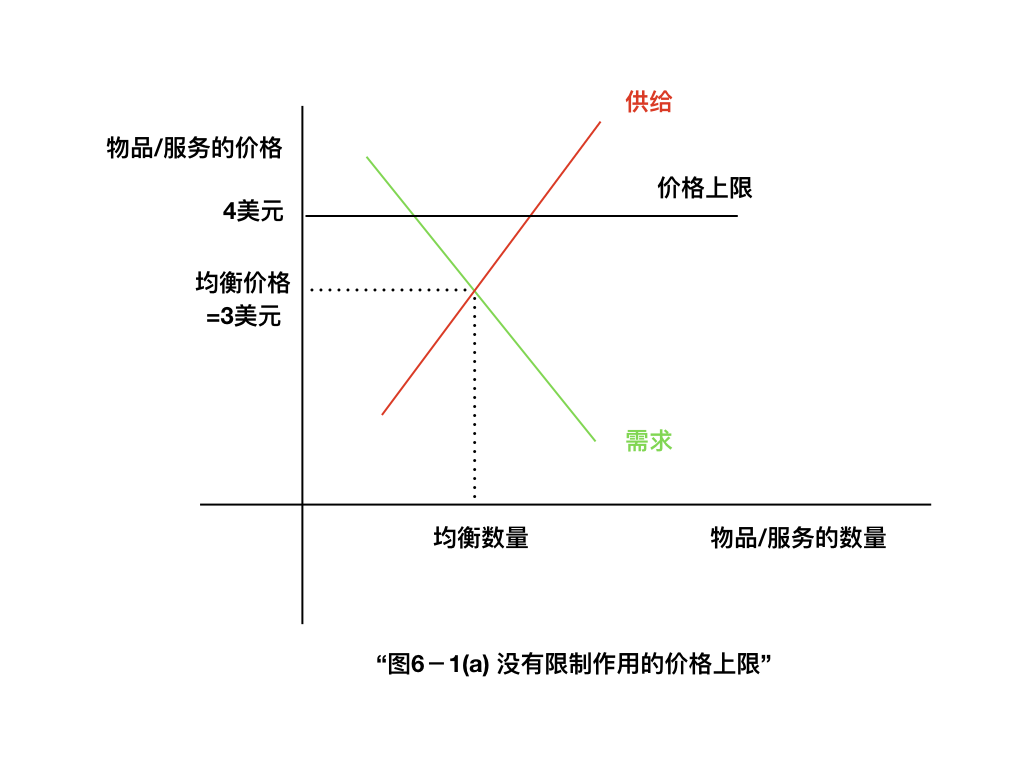 供给
物品/服务的价格
价格上限
4美元
均衡价格
=3美元
需求
均衡数量
物品/服务的数量
“图6－1(a) 没有限制作用的价格上限”